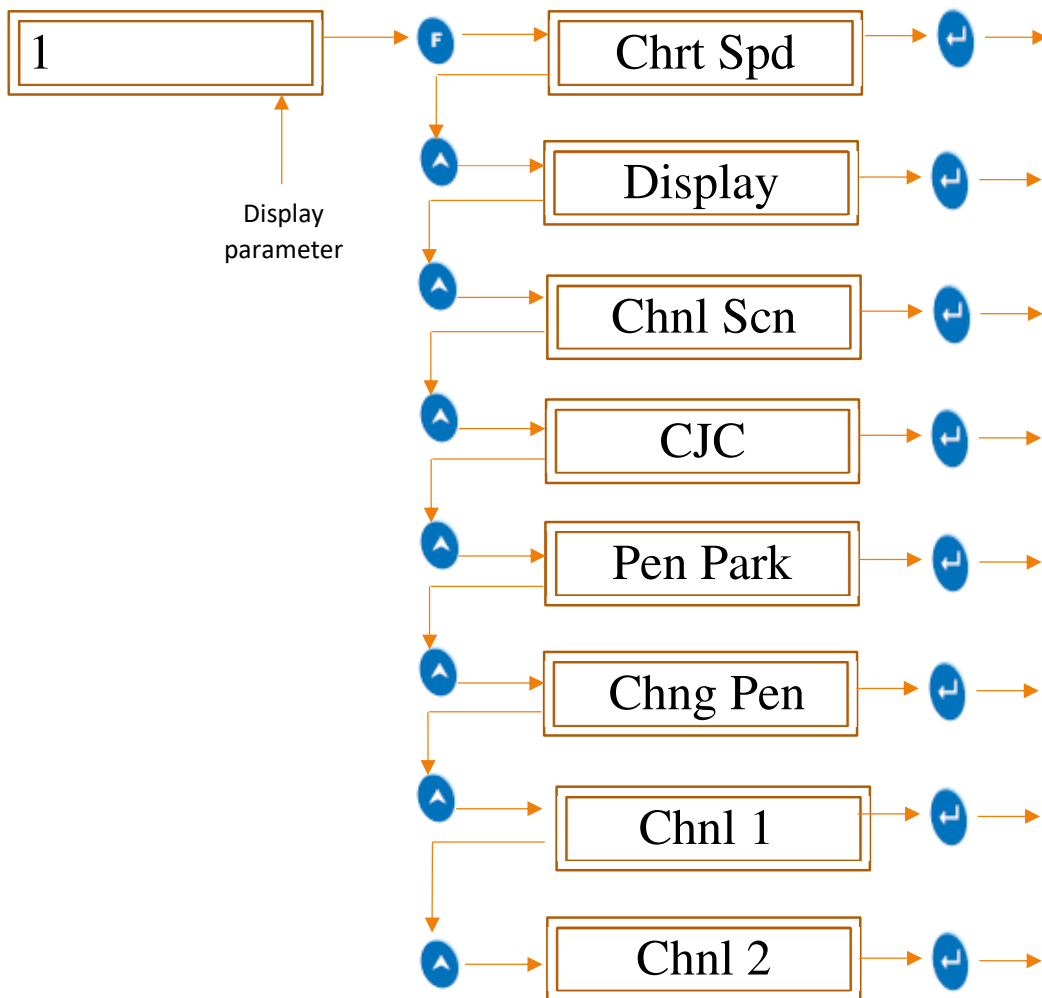 1
F
Chrt Spd
Display
Display
parameter
Chnl Scn
CJC
Pen Park
Chng Pen
Chnl 1
Chnl 2